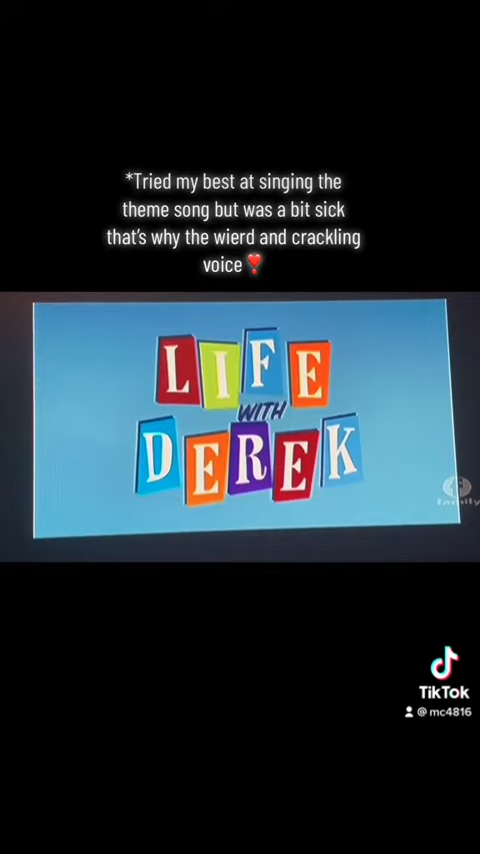 *Tried my best at singing the
theme song but was a bit sick
that's why the wierd and crackling
voice❣️
LIFE
WITH
DEREK
family
TikTok
@ mc4816